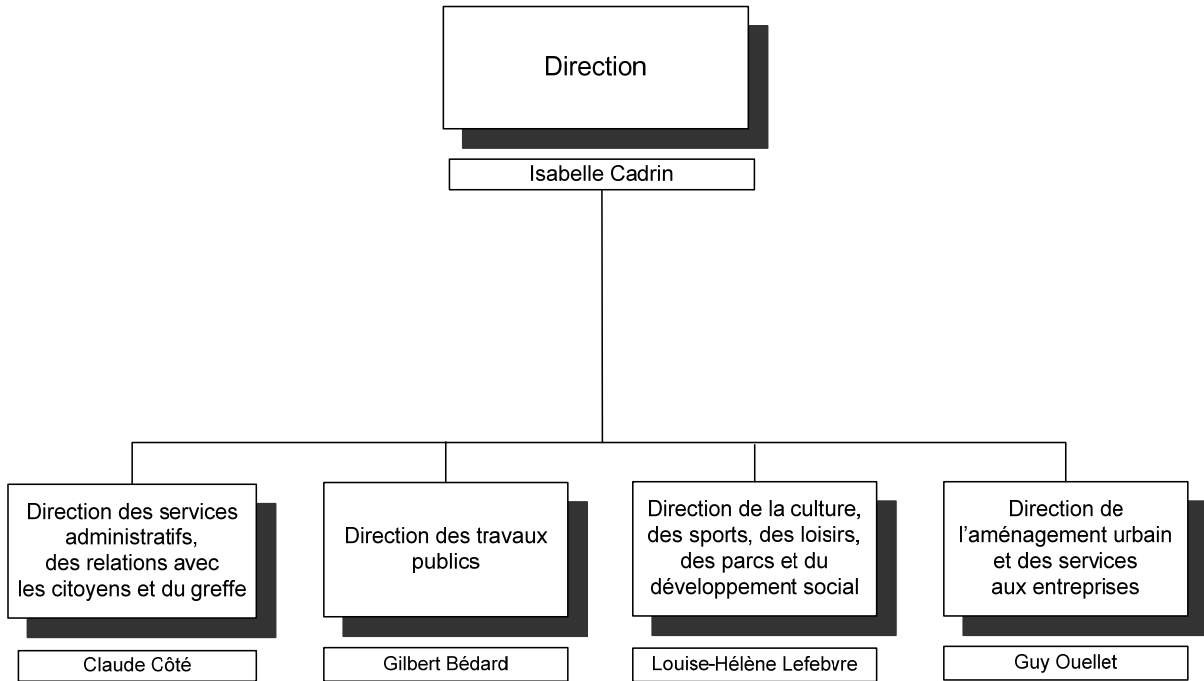 Direction
Isabelle Cadrin
Direction des services
administratifs,
des relations avec
les citoyens et du greffe
Claude Côté
Direction des travaux
publics
Gilbert Bédard
Direction de la culture,
des sports, des loisirs,
des parcs et du
développement social
Louise-Hélène Lefebvre
Direction de
l’aménagement urbain
et des services
aux entreprises
Guy Ouellet